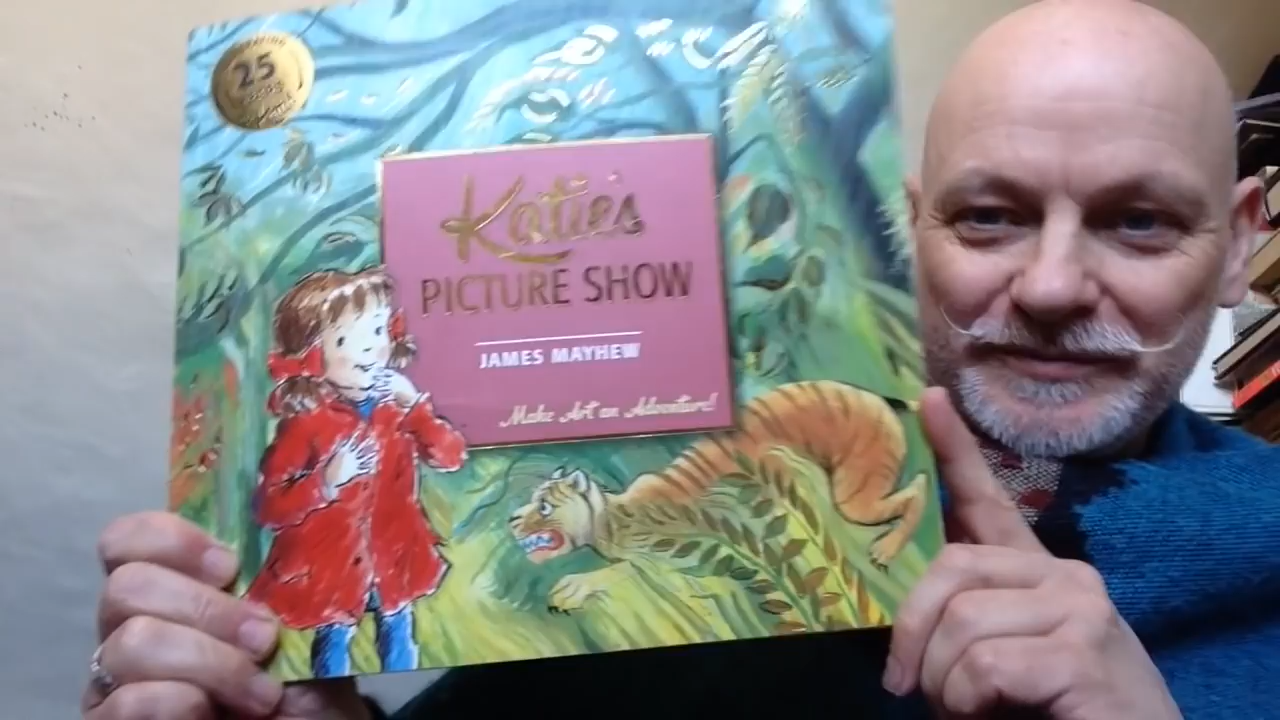 25
Katie's
PICTURE SHOW
JAMES MAYHEW
Make Art an Adventure!